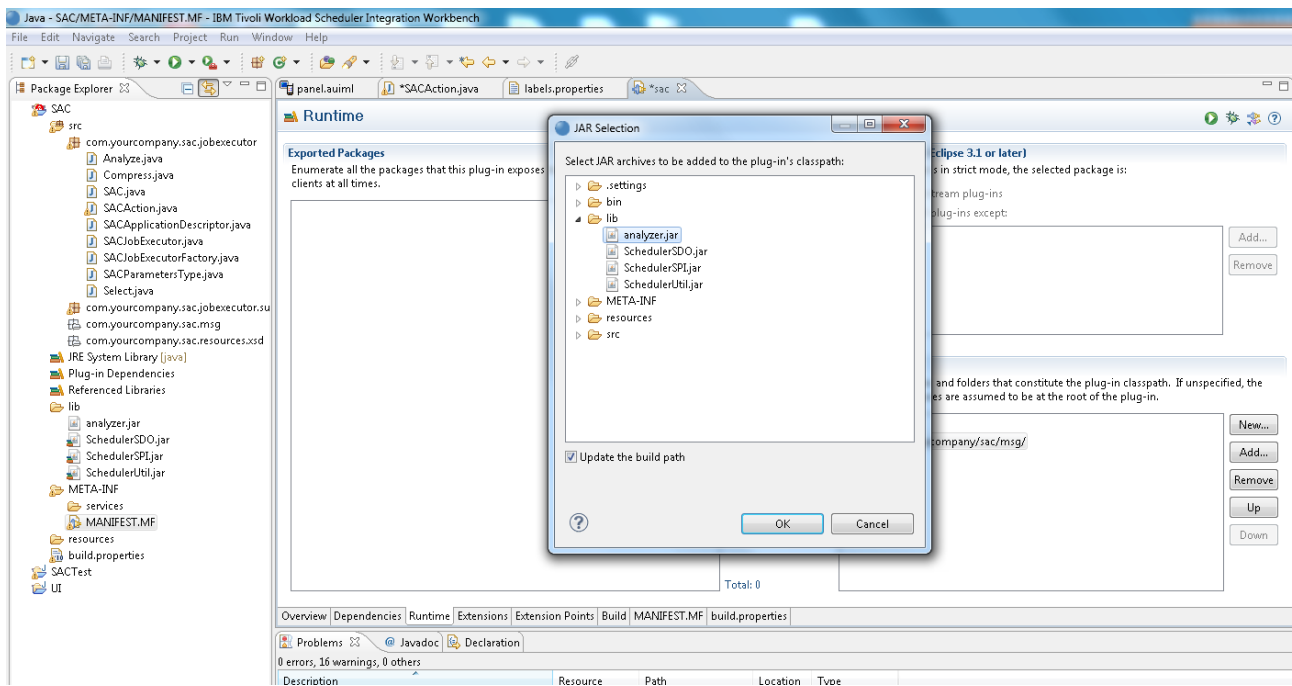 Java - SAC/META-INF/MANIFEST.MF - IBM Tivoli Workload Scheduler Integration Workbench
File Edit Navigate Search Project Run Window Help
Package Explorer
panel.auiml
*SACAction.java
labels.properties
*sac
SAC
src
com.yourcompany.sac.jobexecutor
Analyze.java
Compress.java
SAC.java
SACAction.java
SACApplicationDescriptor.java
SACJobExecutor.java
SACJobExecutorFactory.java
SACParametersType.java
Select.java
com.yourcompany.sac.jobexecutor.su
com.yourcompany.sac.msg
com.yourcompany.sac.resources.xsd
JRE System Library [java]
Plug-in Dependencies
Referenced Libraries
lib
analyzer.jar
SchedulerSDO.jar
SchedulerSPI.jar
SchedulerUtil.jar
META-INF
services
MANIFEST.MF
resources
build.properties
SACTest
UI
Runtime
Exported Packages
Enumerate all the packages that this plug-in exposes
clients at all times.
Total: 0
JAR Selection
Select JAR archives to be added to the plug-in's classpath:
.settings
bin
lib
analyzer.jar
SchedulerSDO.jar
SchedulerSPI.jar
SchedulerUtil.jar
META-INF
resources
src
Update the build path
OK
Cancel
Eclipse 3.1 or later)
s in strict mode, the selected package is:
tream plug-ins
plug-ins except:
Add...
Remove
and folders that constitute the plug-in classpath. If unspecified, the
es are assumed to be at the root of the plug-in.
company/sac/msg/
New...
Add...
Remove
Up
Down
Overview Dependencies Runtime Extensions Extension Points Build MANIFEST.MF build.properties
Problems
Javadoc
Declaration
0 errors, 16 warnings, 0 others
Description Resource Path Location Type